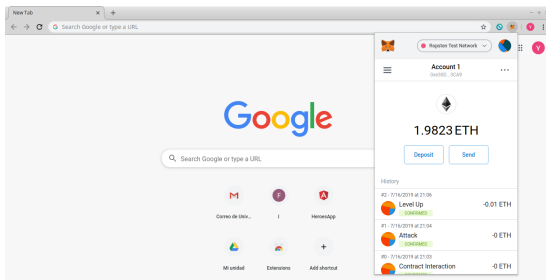 New Tab
Search Google or type a URL
Y
Ropsten Test Network
Account 1
1.9823 ETH
Deposit
Send
History
#2 - 7/16/2019 at 21:06
Level Up
-0.01 ETH
CONFIRMED
#1 - 7/16/2019 at 21:04
Attack
-0 ETH
CONFIRMED
#0 - 7/16/2019 at 21:03
Contract Interaction
-0 ETH
CONFIRMED
Google
Y
Search Google or type a URL
Correo de Univ...
F
I
HeroesApp
Mi unidad
Extensions
Add shortcut